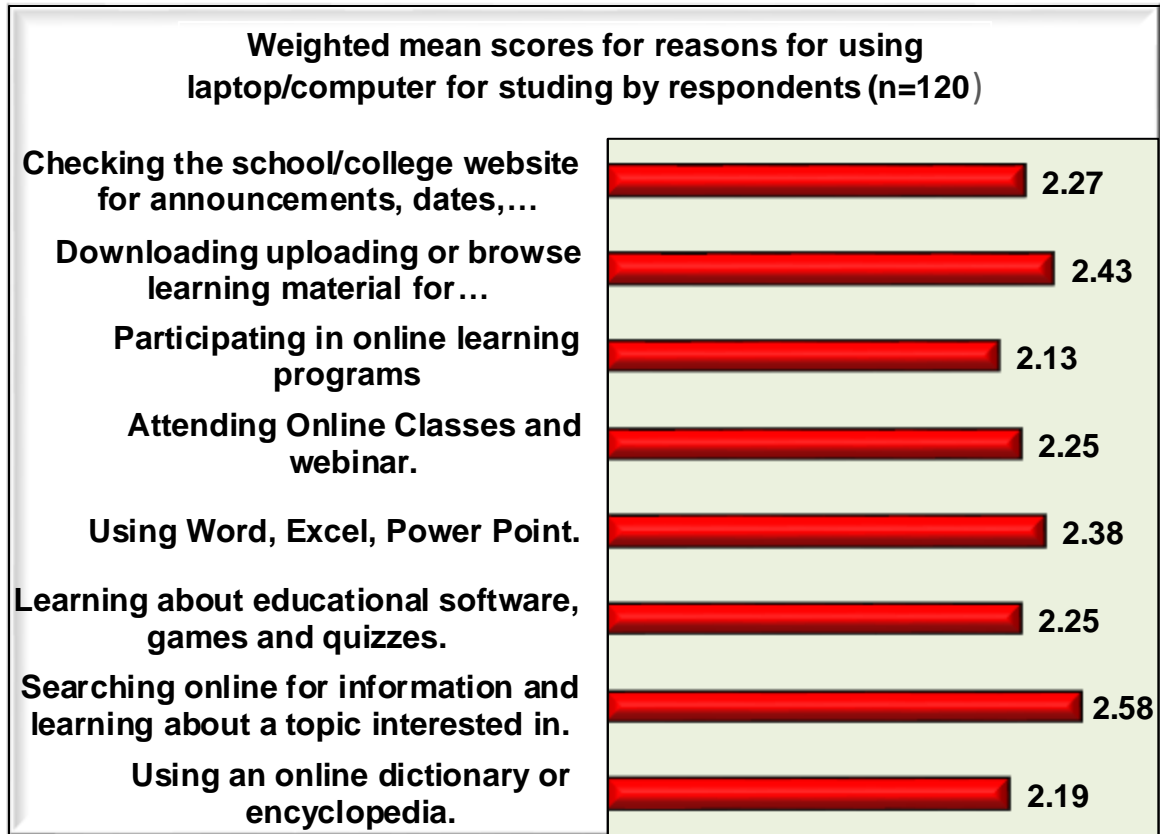 Weighted mean scores for reasons for using
laptop/computer for studing by respondents (n=120)
Checking the school/college website
for announcements, dates,…
2.27
Downloading uploading or browse
learning material for…
2.43
Participating in online learning
programs
2.13
Attending Online Classes and
webinar.
2.25
Using Word, Excel, Power Point.
2.38
Learning about educational software,
games and quizzes.
2.25
Searching online for information and
learning about a topic interested in.
2.58
Using an online dictionary or
encyclopedia.
2.19